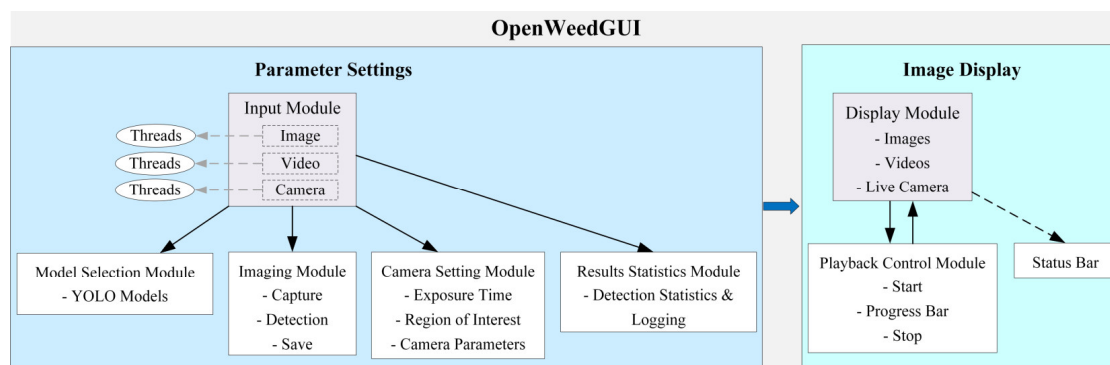 OpenWeedGUI
Parameter Settings
Input Module
Threads
Image
Threads
Video
Threads
Camera
Model Selection Module
- YOLO Models
Imaging Module
- Capture
- Detection
- Save
Camera Setting Module
- Exposure Time
- Region of Interest
- Camera Parameters
Results Statistics Module
- Detection Statistics &
Logging
Image Display
Display Module
- Images
- Videos
- Live Camera
Playback Control Module
- Start
- Progress Bar
- Stop
Status Bar